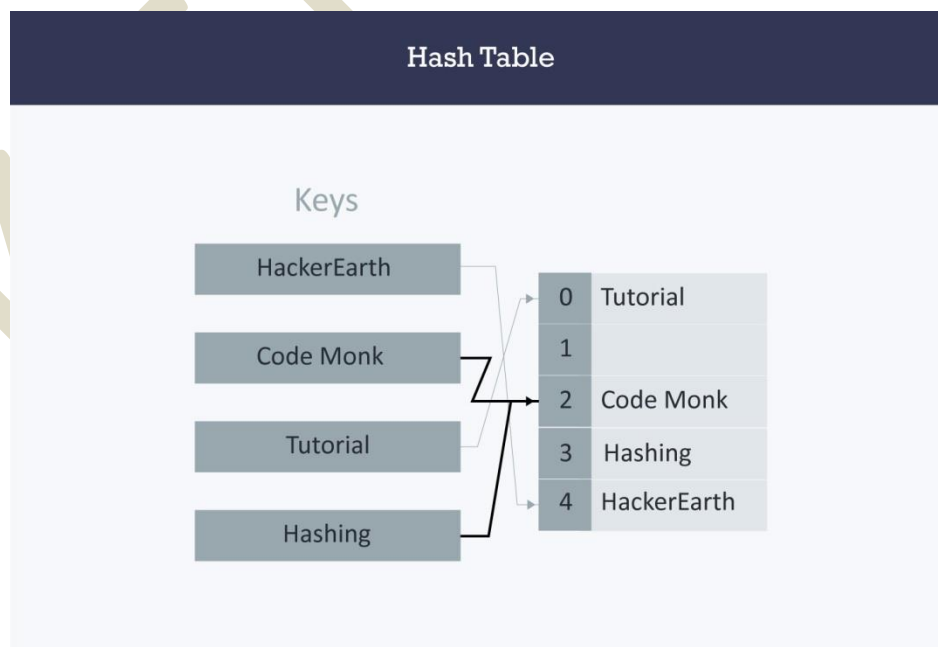 Hash Table
Keys
HackerEarth
Code Monk
Tutorial
Hashing
0 Tutorial
1
2 Code Monk
3 Hashing
4 HackerEarth